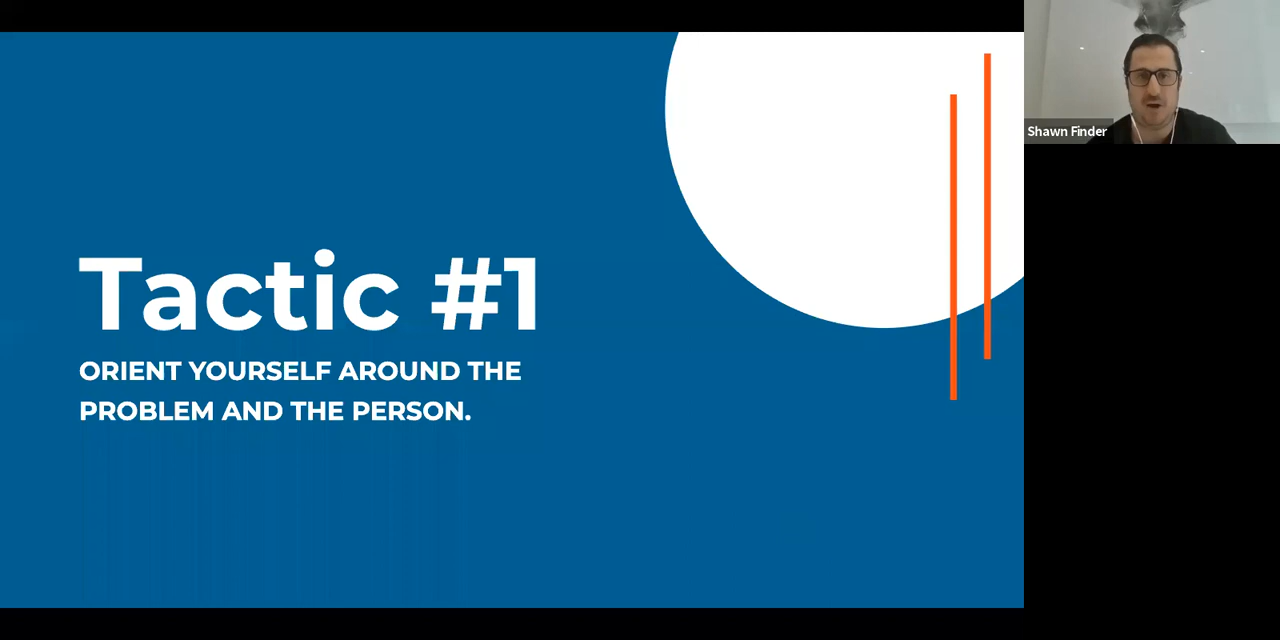 Tactic #1
ORIENT YOURSELF AROUND THE
PROBLEM AND THE PERSON.
Shawn Finder